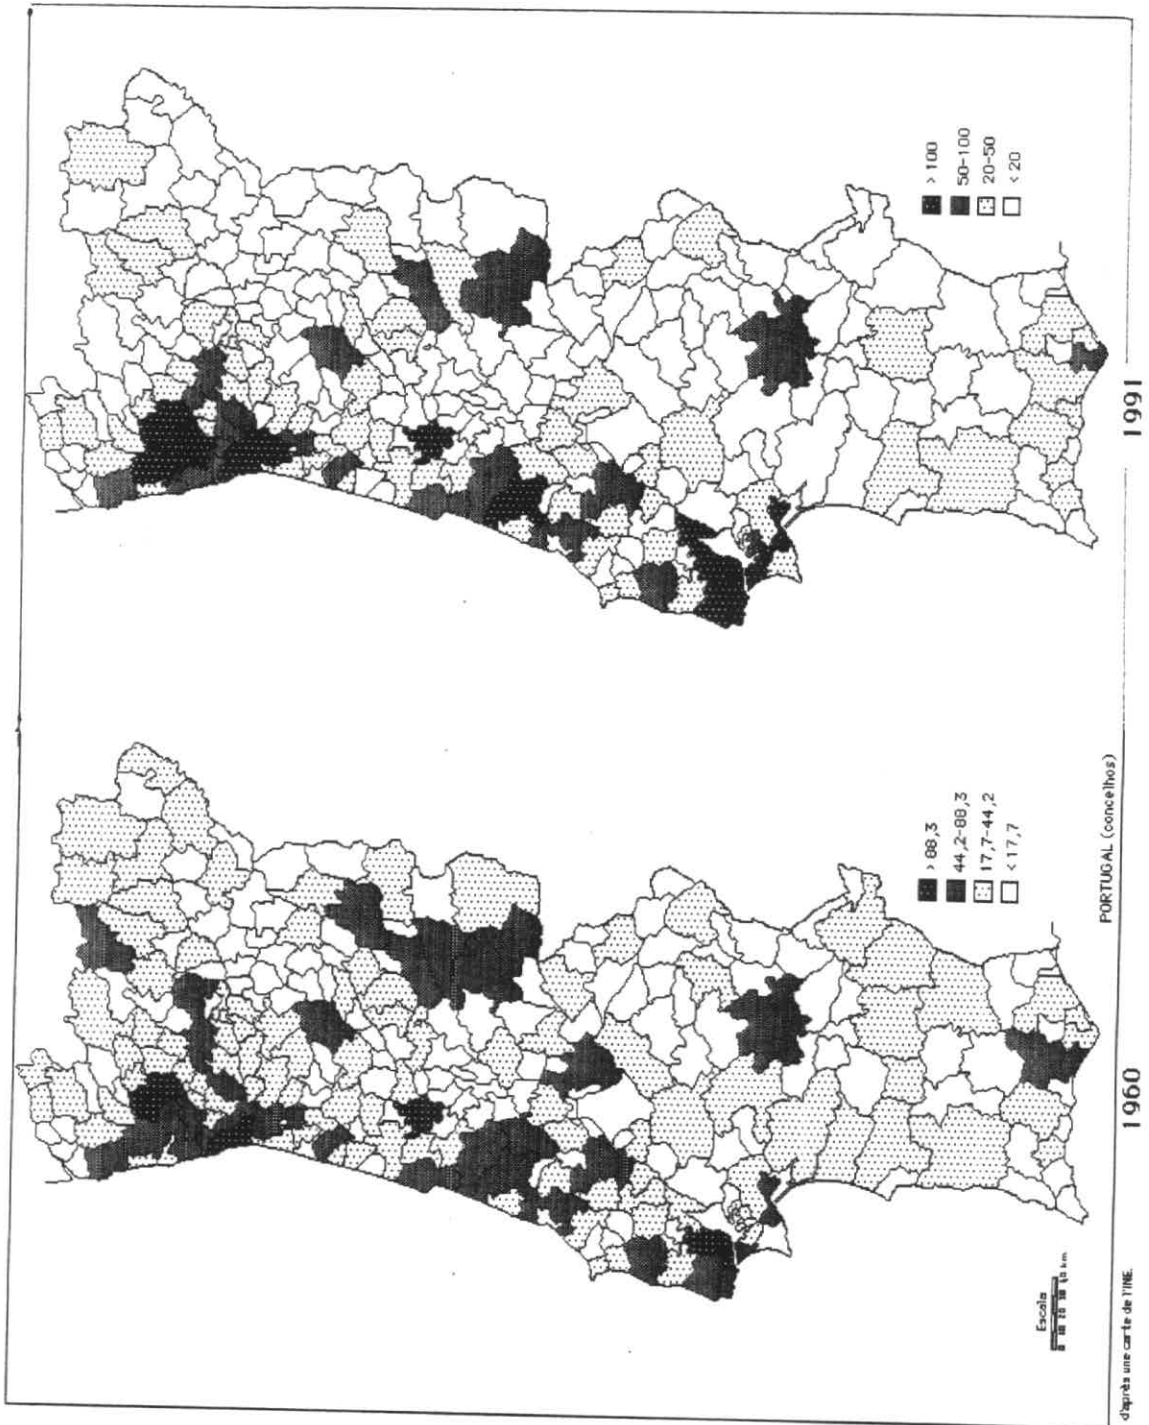 > 88,3
44,2-88,3
17,7-44,2
< 17,7
> 100
50-100
20-50
< 20
Escala
km
PORTUGAL (concelhos)
1960
1991
d'après une carte de l'INE.